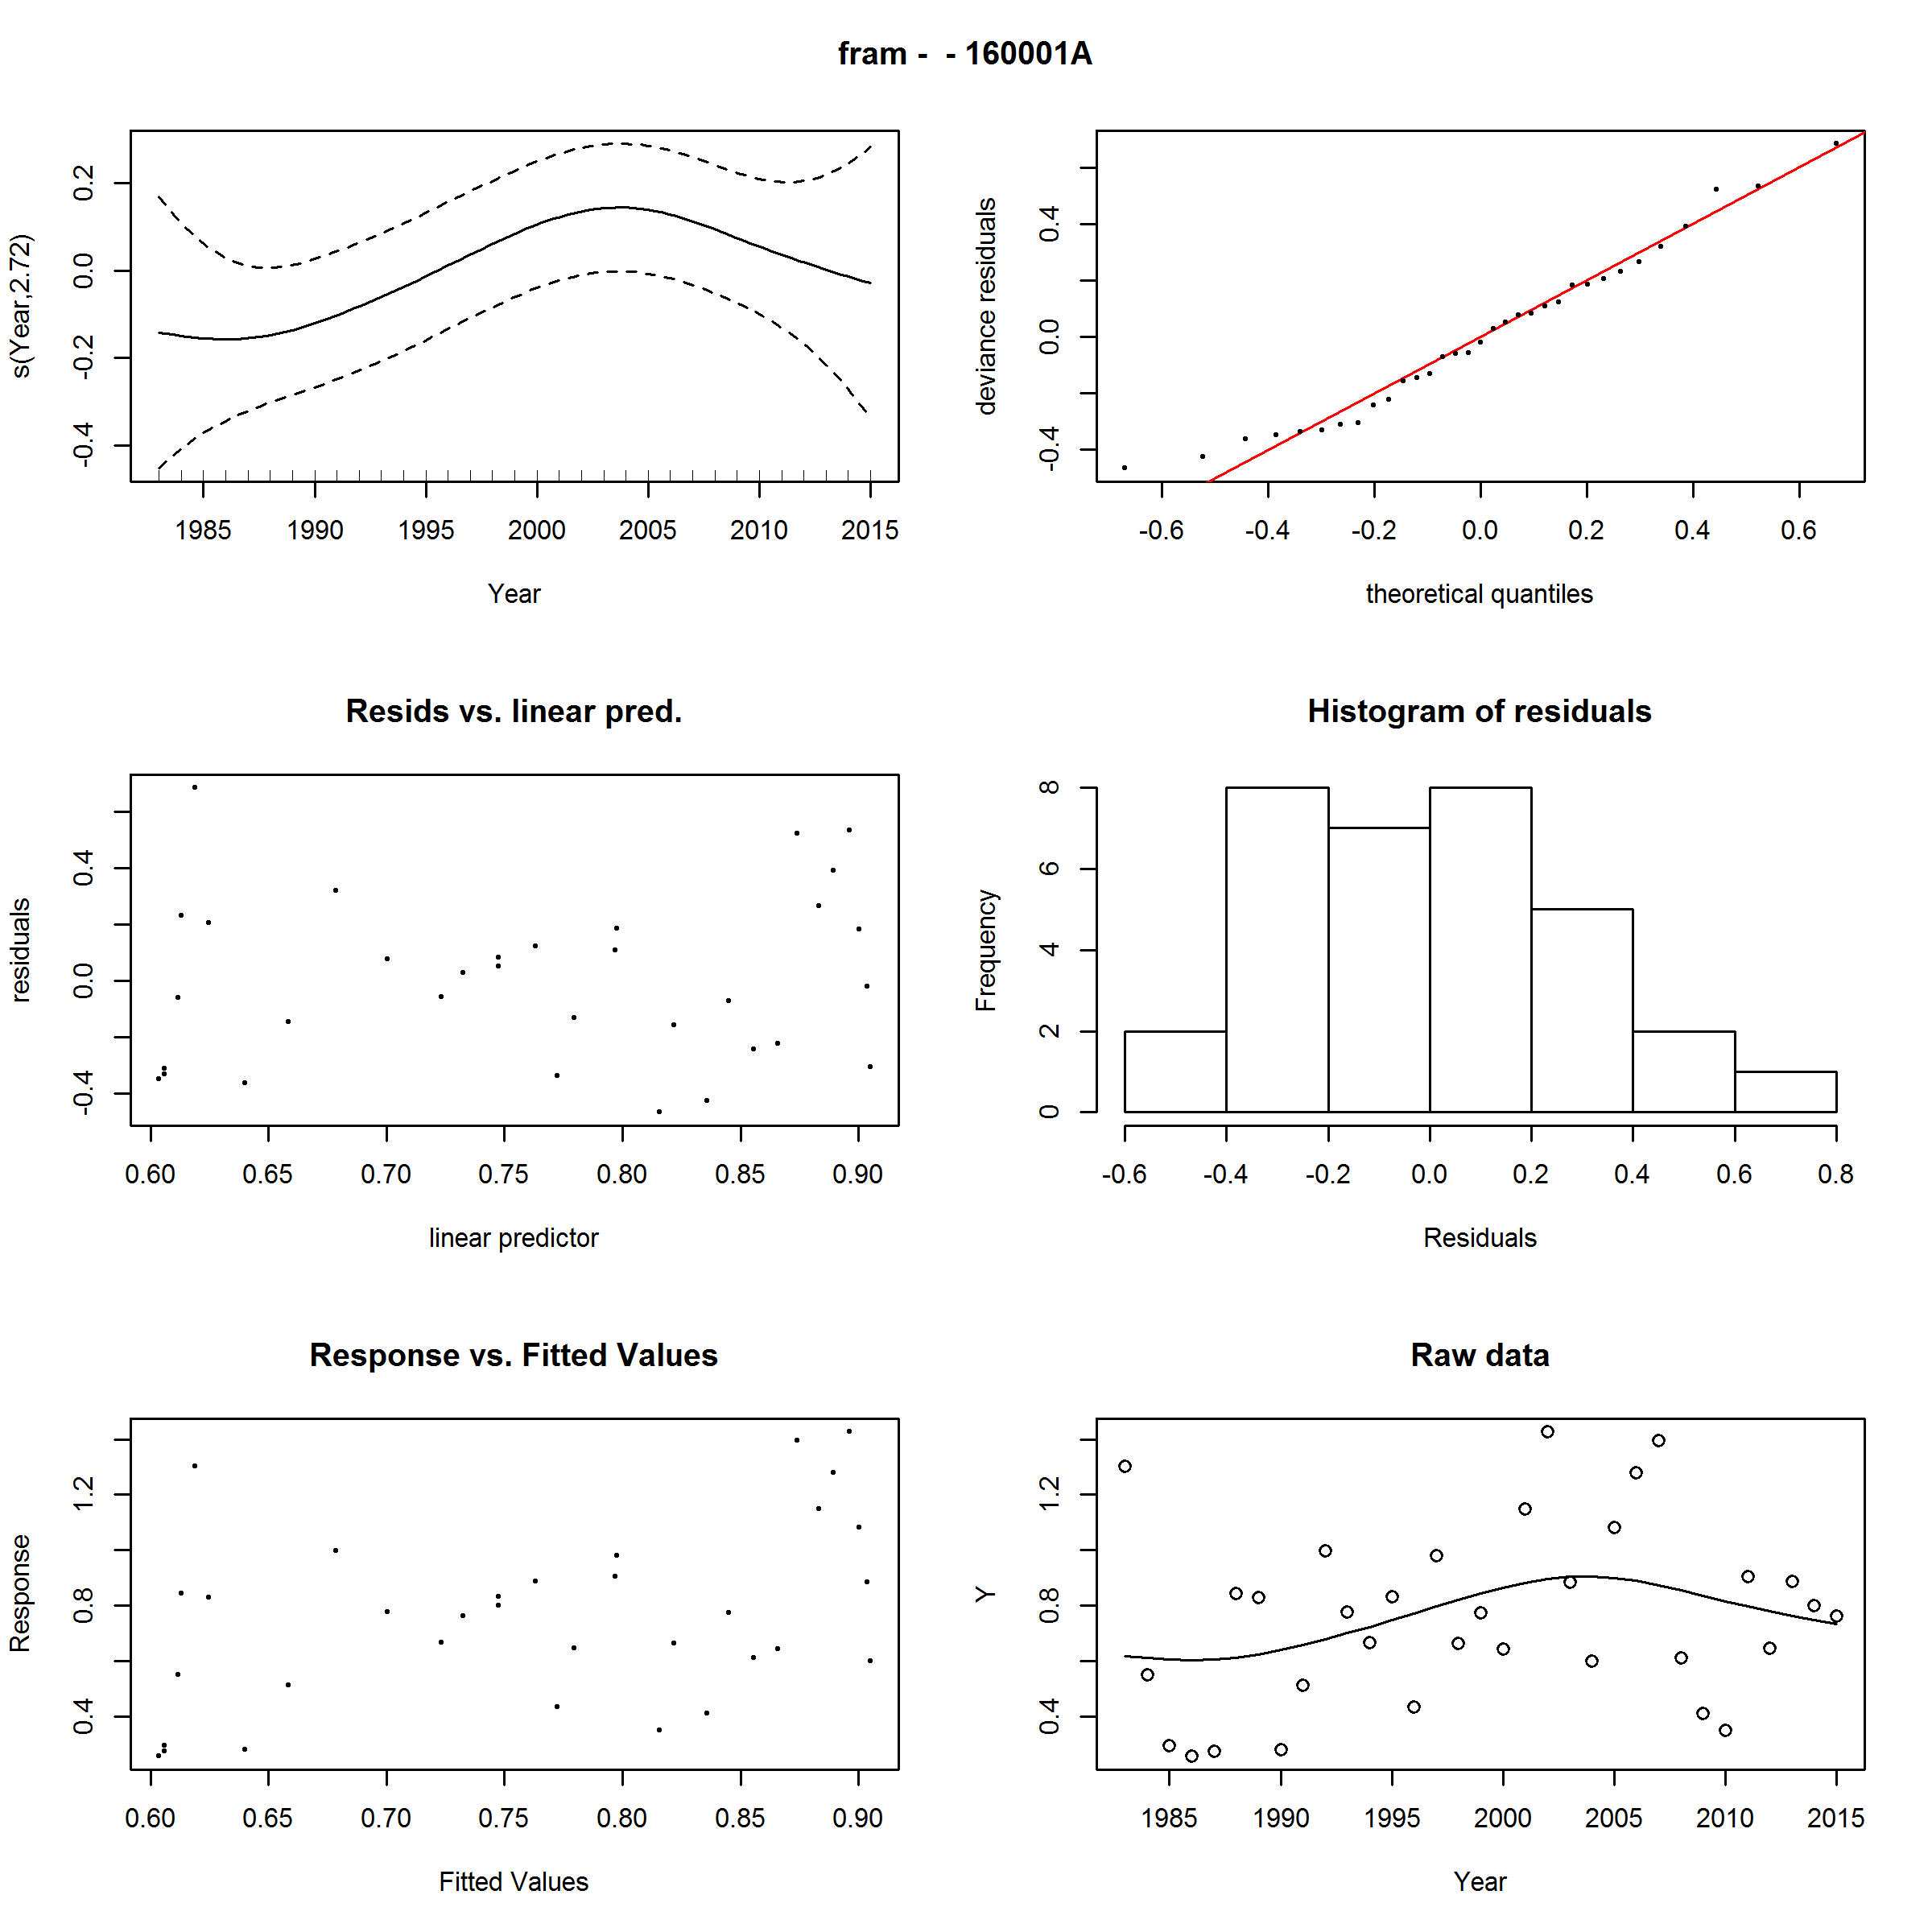 fram -  - 160001A
s(Year,2.72)
-0.4 -0.2 0.0 0.2
1985 1990 1995 2000 2005 2010 2015
Year
deviance residuals
-0.4 0.0 0.4
-0.6 -0.4 -0.2 0.0 0.2 0.4 0.6
theoretical quantiles
Resids vs. linear pred.
residuals
-0.4 0.0 0.4
0.60 0.65 0.70 0.75 0.80 0.85 0.90
linear predictor
Histogram of residuals
Frequency
0 2 4 6 8
-0.6 -0.4 -0.2 0.0 0.2 0.4 0.6 0.8
Residuals
Response vs. Fitted Values
Response
0.4 0.8 1.2
0.60 0.65 0.70 0.75 0.80 0.85 0.90
Fitted Values
Raw data
Y
0.4 0.8 1.2
1985 1990 1995 2000 2005 2010 2015
Year